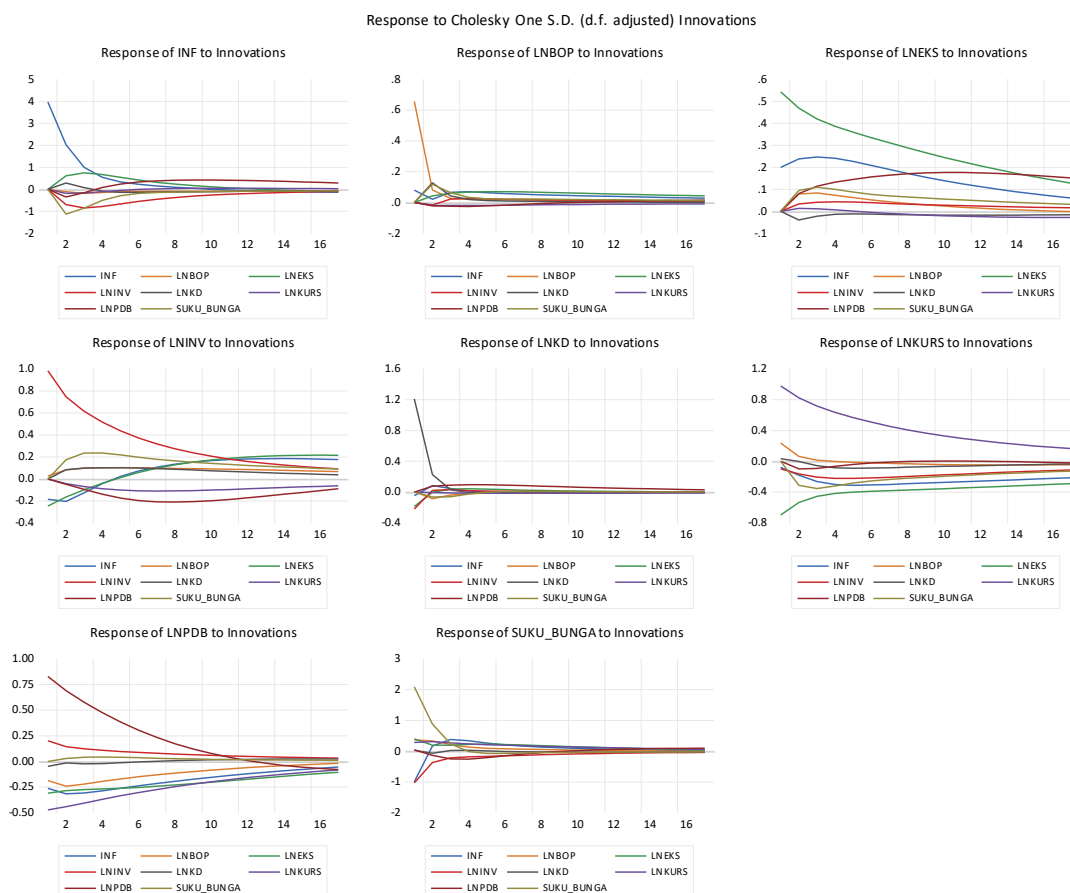 Response to Cholesky One S.D. (d.f. adjusted) Innovations
Response of INF to Innovations
5
4
3
2
1
0
-1
-2
2 4 6 8 10 12 14 16
INF LNBOP LNEKS
LNINV LNKD LNKURS
LNPDB SUKU_BUNGA
Response of LNBOP to Innovations
.8
.6
.4
.2
.0
-.2
2 4 6 8 10 12 14 16
INF LNBOP LNEKS
LNINV LNKD LNKURS
LNPDB SUKU_BUNGA
Response of LNEKS to Innovations
.6
.5
.4
.3
.2
.1
.0
-.1
2 4 6 8 10 12 14 16
INF LNBOP LNEKS
LNINV LNKD LNKURS
LNPDB SUKU_BUNGA
Response of LNINV to Innovations
1.0
0.8
0.6
0.4
0.2
0.0
-0.2
-0.4
2 4 6 8 10 12 14 16
INF LNBOP LNEKS
LNINV LNKD LNKURS
LNPDB SUKU_BUNGA
Response of LNKD to Innovations
1.6
1.2
0.8
0.4
0.0
-0.4
2 4 6 8 10 12 14 16
INF LNBOP LNEKS
LNINV LNKD LNKURS
LNPDB SUKU_BUNGA
Response of LNKURS to Innovations
1.2
0.8
0.4
0.0
-0.4
-0.8
2 4 6 8 10 12 14 16
INF LNBOP LNEKS
LNINV LNKD LNKURS
LNPDB SUKU_BUNGA
Response of LNPDB to Innovations
1.00
0.75
0.50
0.25
0.00
-0.25
-0.50
2 4 6 8 10 12 14 16
INF LNBOP LNEKS
LNINV LNKD LNKURS
LNPDB SUKU_BUNGA
Response of SUKU_BUNGA to Innovations
3
2
1
0
-1
-2
2 4 6 8 10 12 14 16
INF LNBOP LNEKS
LNINV LNKD LNKURS
LNPDB SUKU_BUNGA